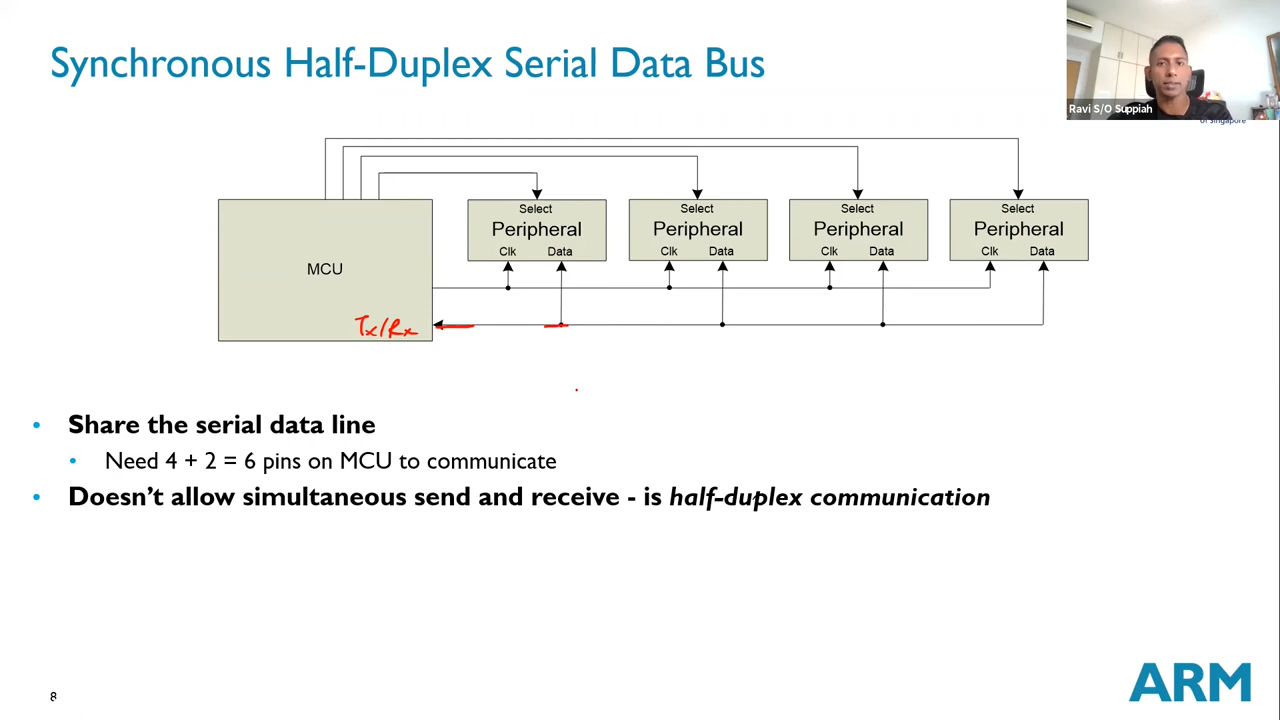 Synchronous Half-Duplex Serial Data Bus
Ravi S/O Suppiah
of Singapore
Select
Peripheral
Clk Data
Select
Peripheral
Clk Data
Select
Peripheral
Clk Data
Select
Peripheral
Clk Data
MCU
Tx/Rx
• Share the serial data line
• Need 4 + 2 = 6 pins on MCU to communicate
• Doesn't allow simultaneous send and receive - is half-duplex communication
8
ARM